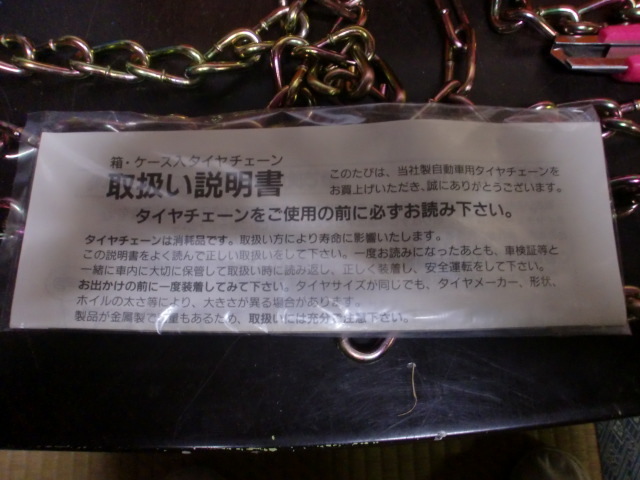 箱・ケース入タイヤチェーン
取扱い説明書
このたびは、当社製自動車用タイヤチェーンを
お買上げいただき、誠にありがとうございます。
タイヤチェーンをご使用の前に必ずお読み下さい。
タイヤチェーンは消耗品です。取扱い方により寿命に影響いたします。
この説明書をよく読んで正しい取扱いをして下さい。一度お読みになったあとも、車検証等と
一緒に車内に大切に保管して取扱い時に読み返し、正しく装着し、安全運転をして下さい。
お出かけの前に一度装着してみて下さい。タイヤサイズが同じでも、タイヤメーカー、形状、
ホイルの太さ等により、大きさが異る場合があります。
製品が金属製で重量もあるため、取扱いには充分ご注意下さい。